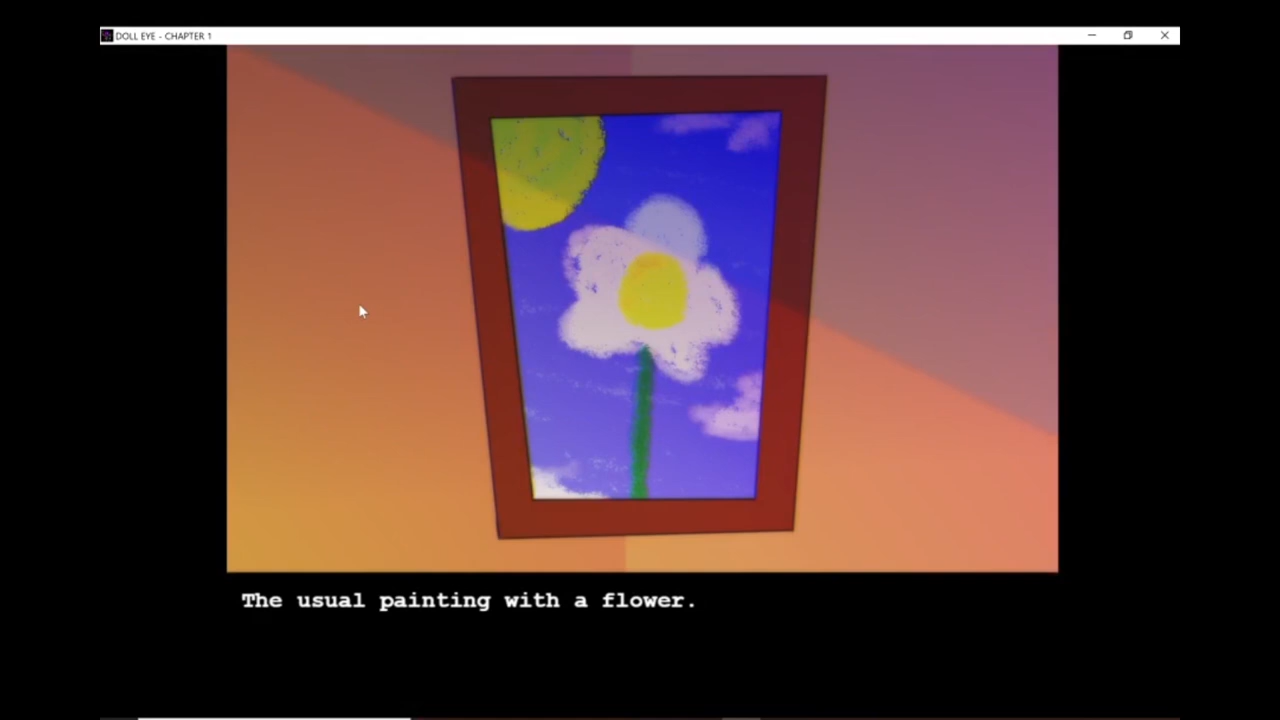 DOLL EYE - CHAPTER 1
The usual painting with a flower.